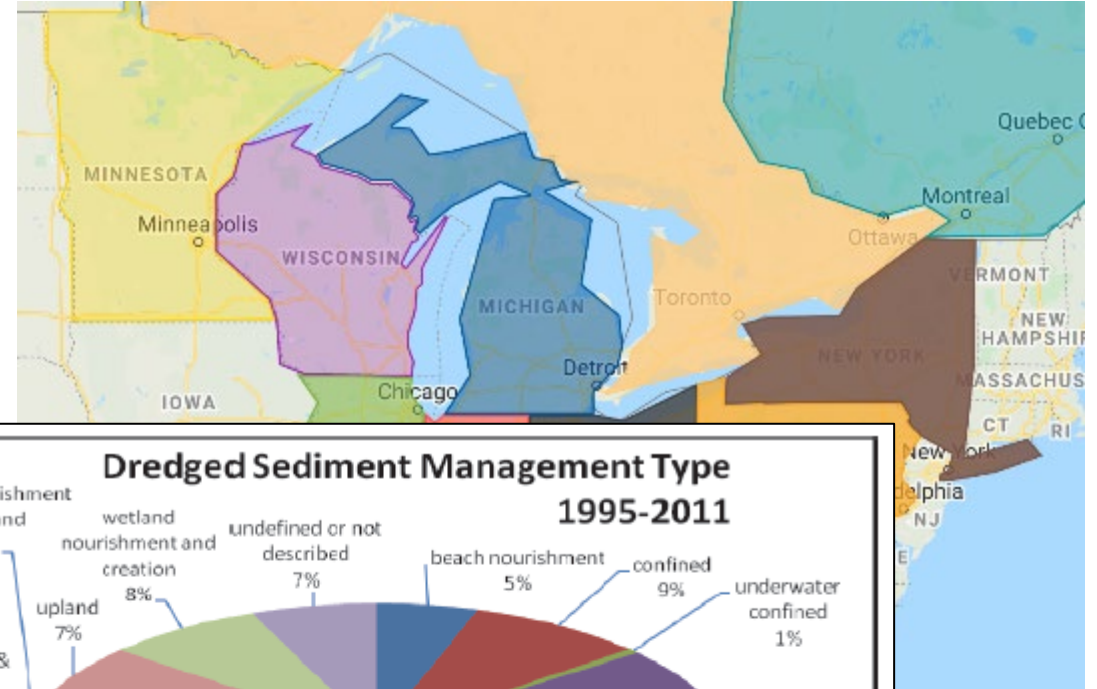 Quebec
MINNESOTA
Montreal
Minneapolis
Ottawa
WISCONSIN
VERMONT
MICHIGAN
Toronto
NEW
HAMPSHIR
NEW YORK
Detroit
MASSACHUS
Chicago
IOWA
CT
RI
New York
delphia
NJ
E
Dredged Sediment Management Type
1995-2011
ishment
nd
wetland
nourishment and
creation
8%
undefined or not
described
7%
beach nourishment
5%
confined
9%
underwater
confined
1%
upland
7%
&